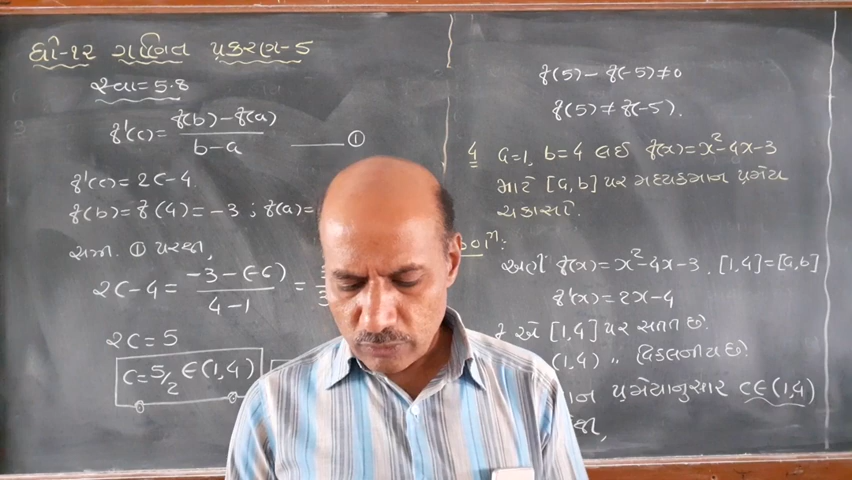 ધો-૧૨ ગણિત પ્રકરણ-5
સ્વા=5.8
f'(c)= f(b)-f(a) / b-a ——①
f'(c)=2c-4
f(b)=f(4)=-3 ; f(a)=
સમી. ① પરથી,
2c-4= -3-(-6) / 4-1 = 3
2c=5
c=5/2 ∈(1,4)
f(5)-f(-5)≠0
f(5)≠f(-5).
4 a=1, b=4 લઈ f(x)=x²-4x-3
માટે [a,b] પર મધ્યકમાન પ્રમેય
ચકાસો.
solⁿ:
અહીં f(x)=x²-4x-3, [1,4]=[a,b]
f'(x)=2x-4
f એ [1,4] પર સતત છે.
(1,4) " વિકલનીય છે.
પ્રમેયાનુસાર c∈(1,4)